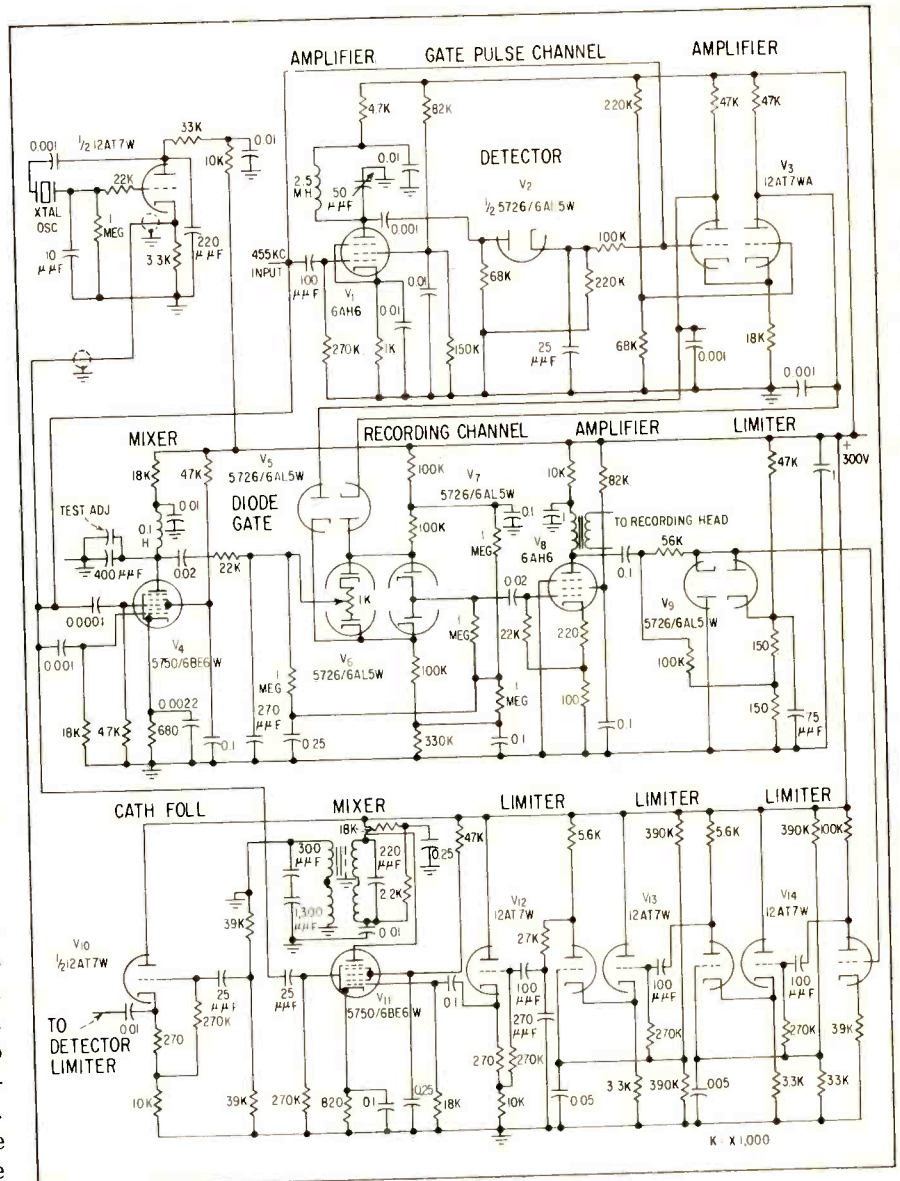 AMPLIFIER GATE PULSE CHANNEL AMPLIFIER
33K
0.001
½ 12AT7W
10K
0.01
4.7K
82K
220K
47K
47K
DETECTOR
22K
XTAL
OSC
1
MEG
10
μμF
3.3K
220
μμF
2.5
MH
50
μμF
0.01
0.001
V2
½ 5726/6AL5W
V3
12AT7WA
100K
455KC
INPUT
100
μμF
V1
6AH6
0.01
0.01
68K
220K
270K
1K
150K
25
μμF
68K
18K
0.001
0.001
MIXER
RECORDING CHANNEL
AMPLIFIER
LIMITER
+
300V
18K
47K
V5
5726/6AL5W
DIODE
GATE
100K
V7
5726/6AL5W
10K
82K
47K
1
TEST ADJ
0.1
H
0.01
400 μμF
0.02
22K
100K
0.1
1
MEG
1
V8
6AH6
TO RECORDING HEAD
56K
0.1
1K
0.02
0.0001
V4
5750/6BE6W
0.001
V6
5726/6AL5W
1
MEG
22K
220
V9
5726/6AL5W
150
100K
100K
100
150
75
μμF
18K
47K
680
0.0022
0.1
1
MEG
270
μμF
0.25
1
MEG
330K
0.1
0.1
CATH FOLL
MIXER
LIMITER
LIMITER
LIMITER
18K
0.25
47K
5.6K
390K
5.6K
390K
100K
300
μμF
220
μμF
2.2K
1,300
μμF
0.01
39K
V10
½12AT7W
V12
12AT7W
V13
12AT7W
V14
12AT7W
27K
25
μμF
25
μμF
V11
5750/6BE6W
0.1
100
μμF
100
μμF
100
μμF
0.01
270K
270
μμF
TO
DETECTOR
LIMITER
270
270
270K
270K
270K
39K
10K
39K
270K
820
0.1
0.25
18K
10K
0.05
3.3K
390K
.005
3.3K
33K
K = X 1,000
e
e